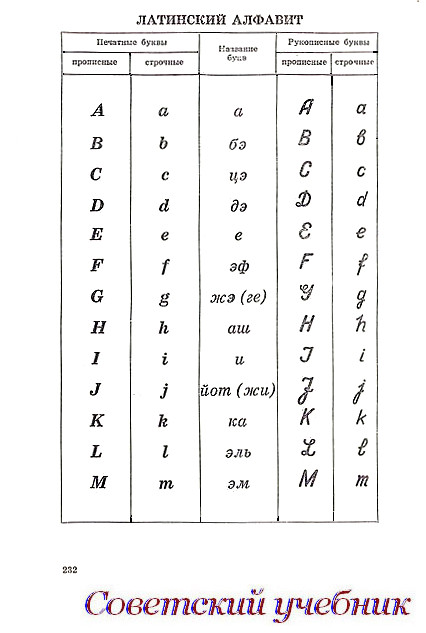 ЛАТИНСКИЙ АЛФАВИТ
Печатные буквы Название букв Рукописные буквы
прописные строчные прописные строчные
A a а A a
B b бэ B b
C c цэ C c
D d дэ D d
E e е E e
F f эф F f
G g жэ (ге) G g
H h аш H h
I i и I i
J j йот (жи) J j
K k ка K k
L l эль L l
M m эм M m
232
Советский учебник